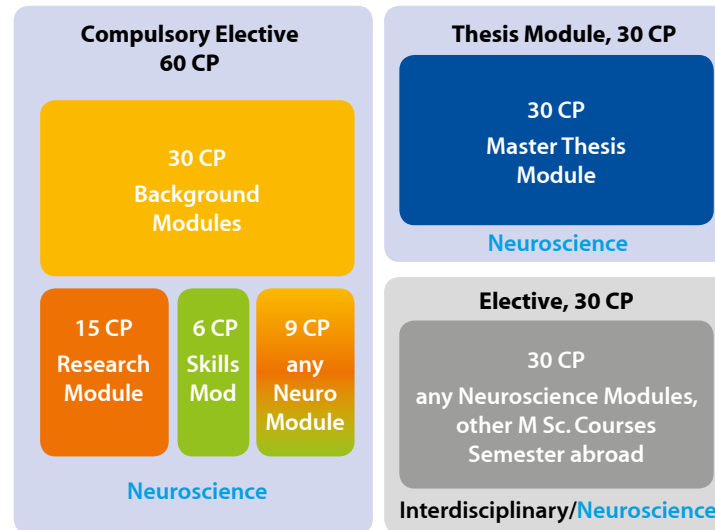 Compulsory Elective
60 CP
30 CP
Background
Modules
15 CP
Research
Module
6 CP
Skills
Mod
9 CP
any
Neuro
Module
Neuroscience
Thesis Module, 30 CP
30 CP
Master Thesis
Module
Neuroscience
Elective, 30 CP
30 CP
any Neuroscience Modules,
other M Sc. Courses
Semester abroad
Interdisciplinary/Neuroscience